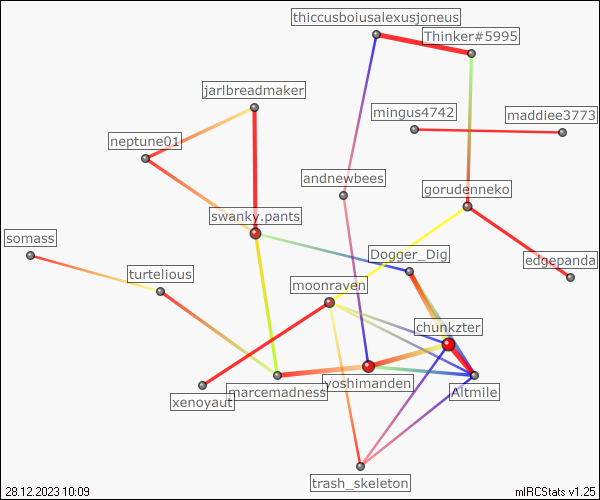 thiccusboiusalexusjoneus
Thinker#5995
jarlbreadmaker
mingus4742
maddiee3773
neptune01
andnewbees
gorudenneko
swanky.pants
somass
Dogger_Dig
edgepanda
turtelious
moonraven
chunkzter
yoshimanden
marcemadness
Altmile
xenoyaut
trash_skeleton
28.12.2023 10:09
mIRCStats v1.25